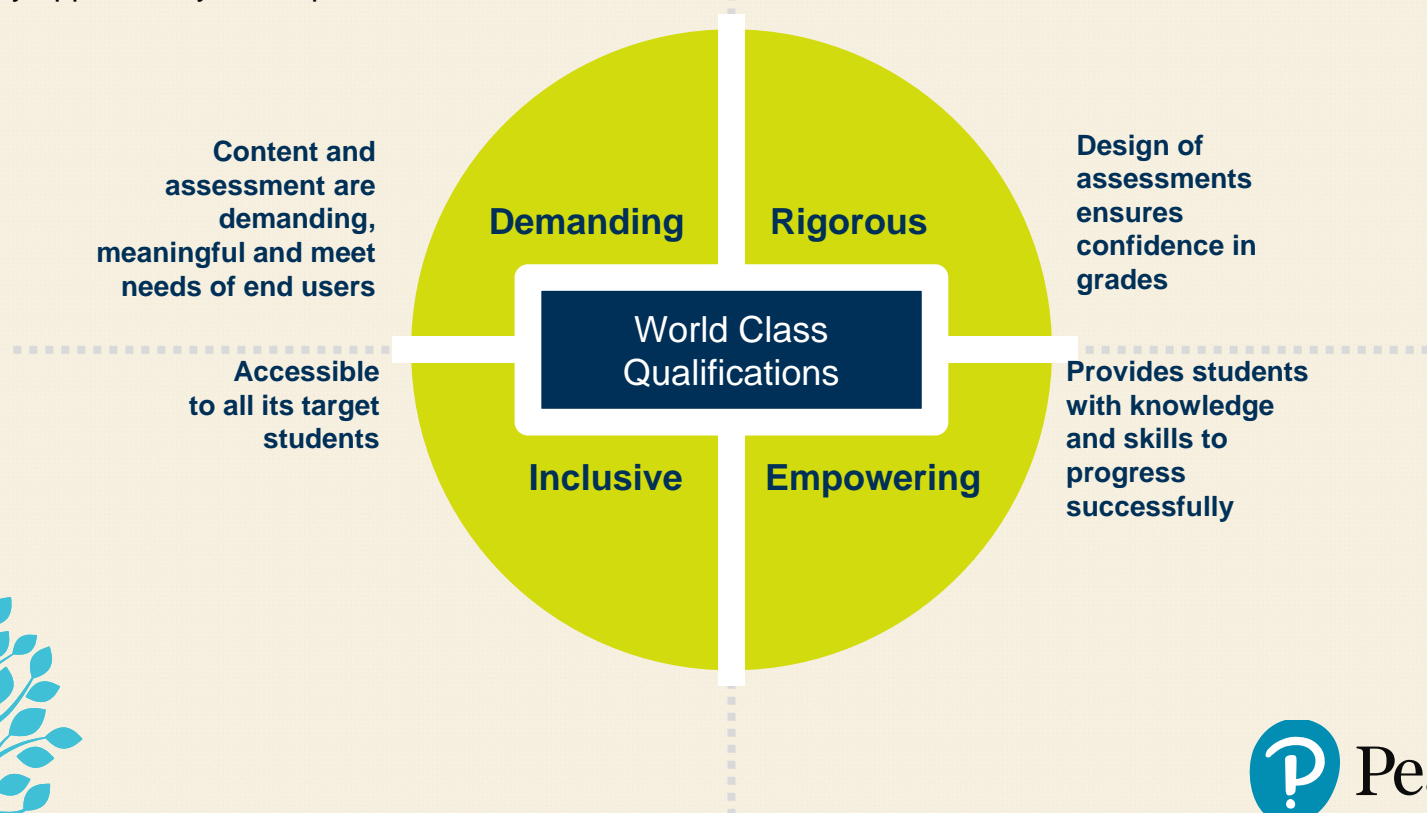 Content and
assessment are
demanding,
meaningful and meet
needs of end users
Demanding
Rigorous
Design of
assessments
ensures
confidence in
grades
World Class
Qualifications
Accessible
to all its target
students
Inclusive
Empowering
Provides students
with knowledge
and skills to
progress
successfully
Pe